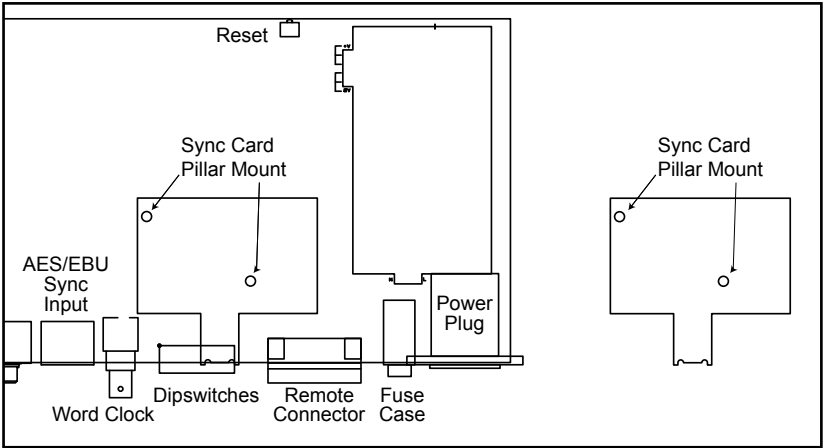 Reset
Sync Card
Pillar Mount
Sync Card
Pillar Mount
AES/EBU
Sync
Input
Power
Plug
Word Clock
Dipswitches
Remote
Connector
Fuse
Case